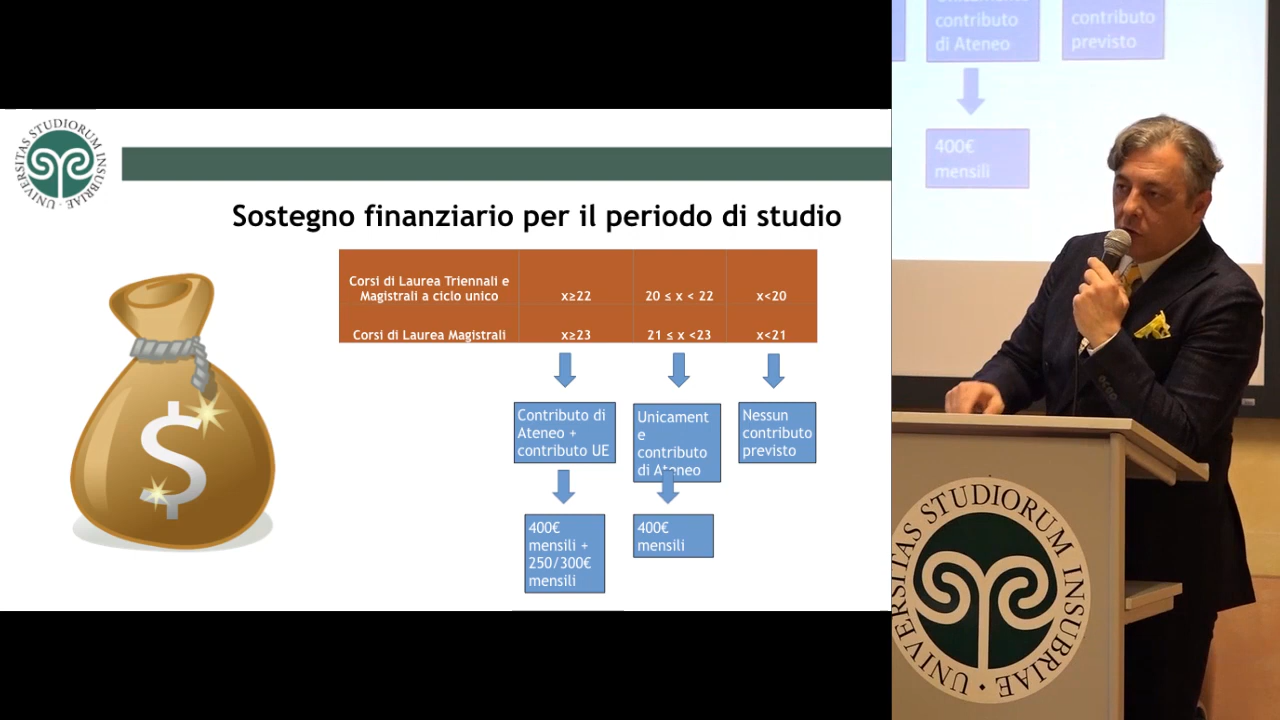 UNIVERSITAS STUDIORUM INSUBRIAE
Sostegno finanziario per il periodo di studio
Corsi di Laurea Triennali e
Magistrali a ciclo unico
x≥22
20 ≤ x < 22
x<20
Corsi di Laurea Magistrali
x≥23
21 ≤ x <23
x<21
Contributo di
Ateneo +
contributo UE
Unicament
e
contributo
di Ateneo
Nessun
contributo
previsto
400€
mensili +
250/300€
mensili
400€
mensili
$
contributo
di Ateneo
contributo
previsto
400€
mensili
UNIVERSITAS STUDIORUM INSUBRIAE